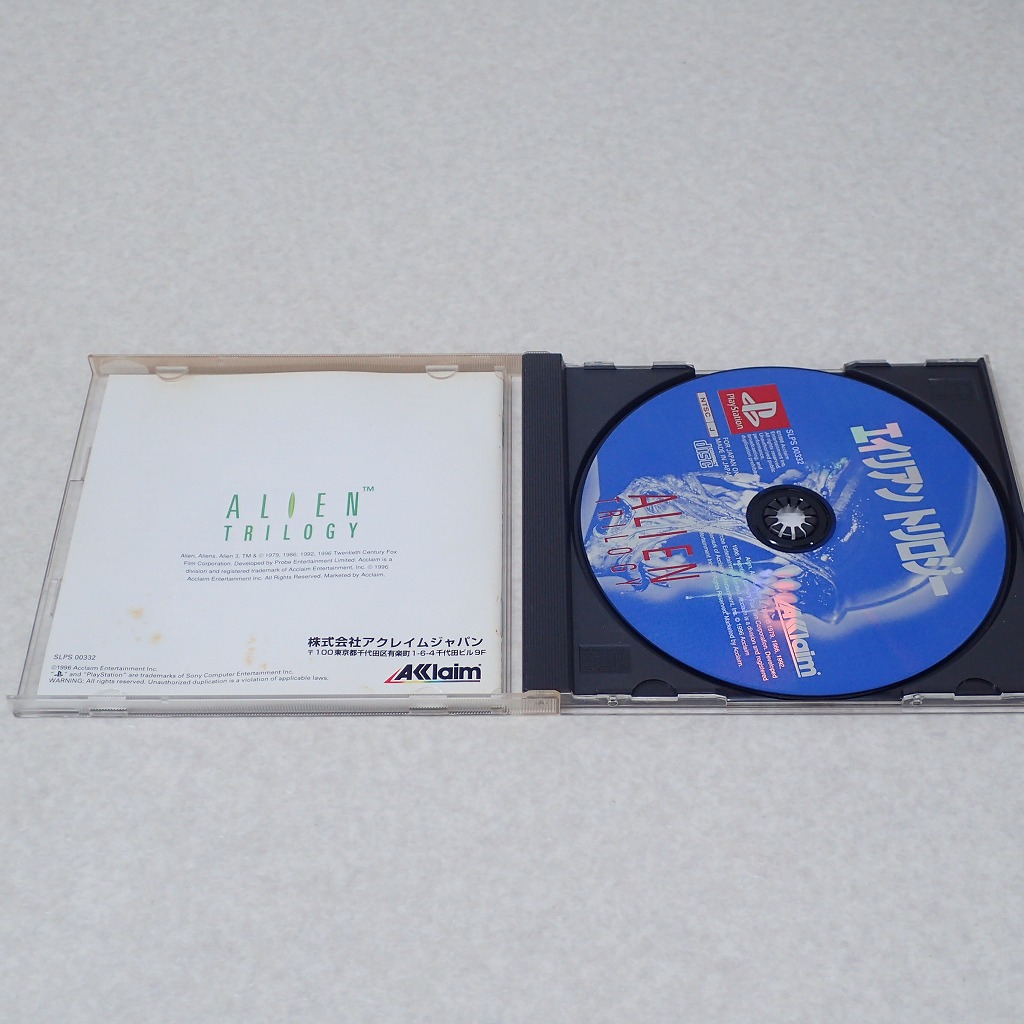 ALIEN™
TRILOGY
Alien, Aliens, Alien 3, TM & © 1979, 1986, 1992, 1996 Twentieth Century Fox
Film Corporation. Developed by Probe Entertainment Limited. Acclaim is a
division and registered trademark of Acclaim Entertainment, Inc. © 1996
Acclaim Entertainment Inc. All Rights Reserved. Marketed by Acclaim.
株式会社アクレイムジャパン
〒100東京都千代田区有楽町1-6-4千代田ビル9F
AKklaim
SLPS 00332
©1996 Acclaim Entertainment Inc.
"PS" and "PlayStation" are trademarks of Sony Computer Entertainment Inc.
WARNING: All rights reserved. Unauthorized duplication is a violation of applicable laws.
PlayStation
NTSC J
SLPS 00332
disc
エイリアン トリロジー
ALIEN
TRILOGY
AKklaim